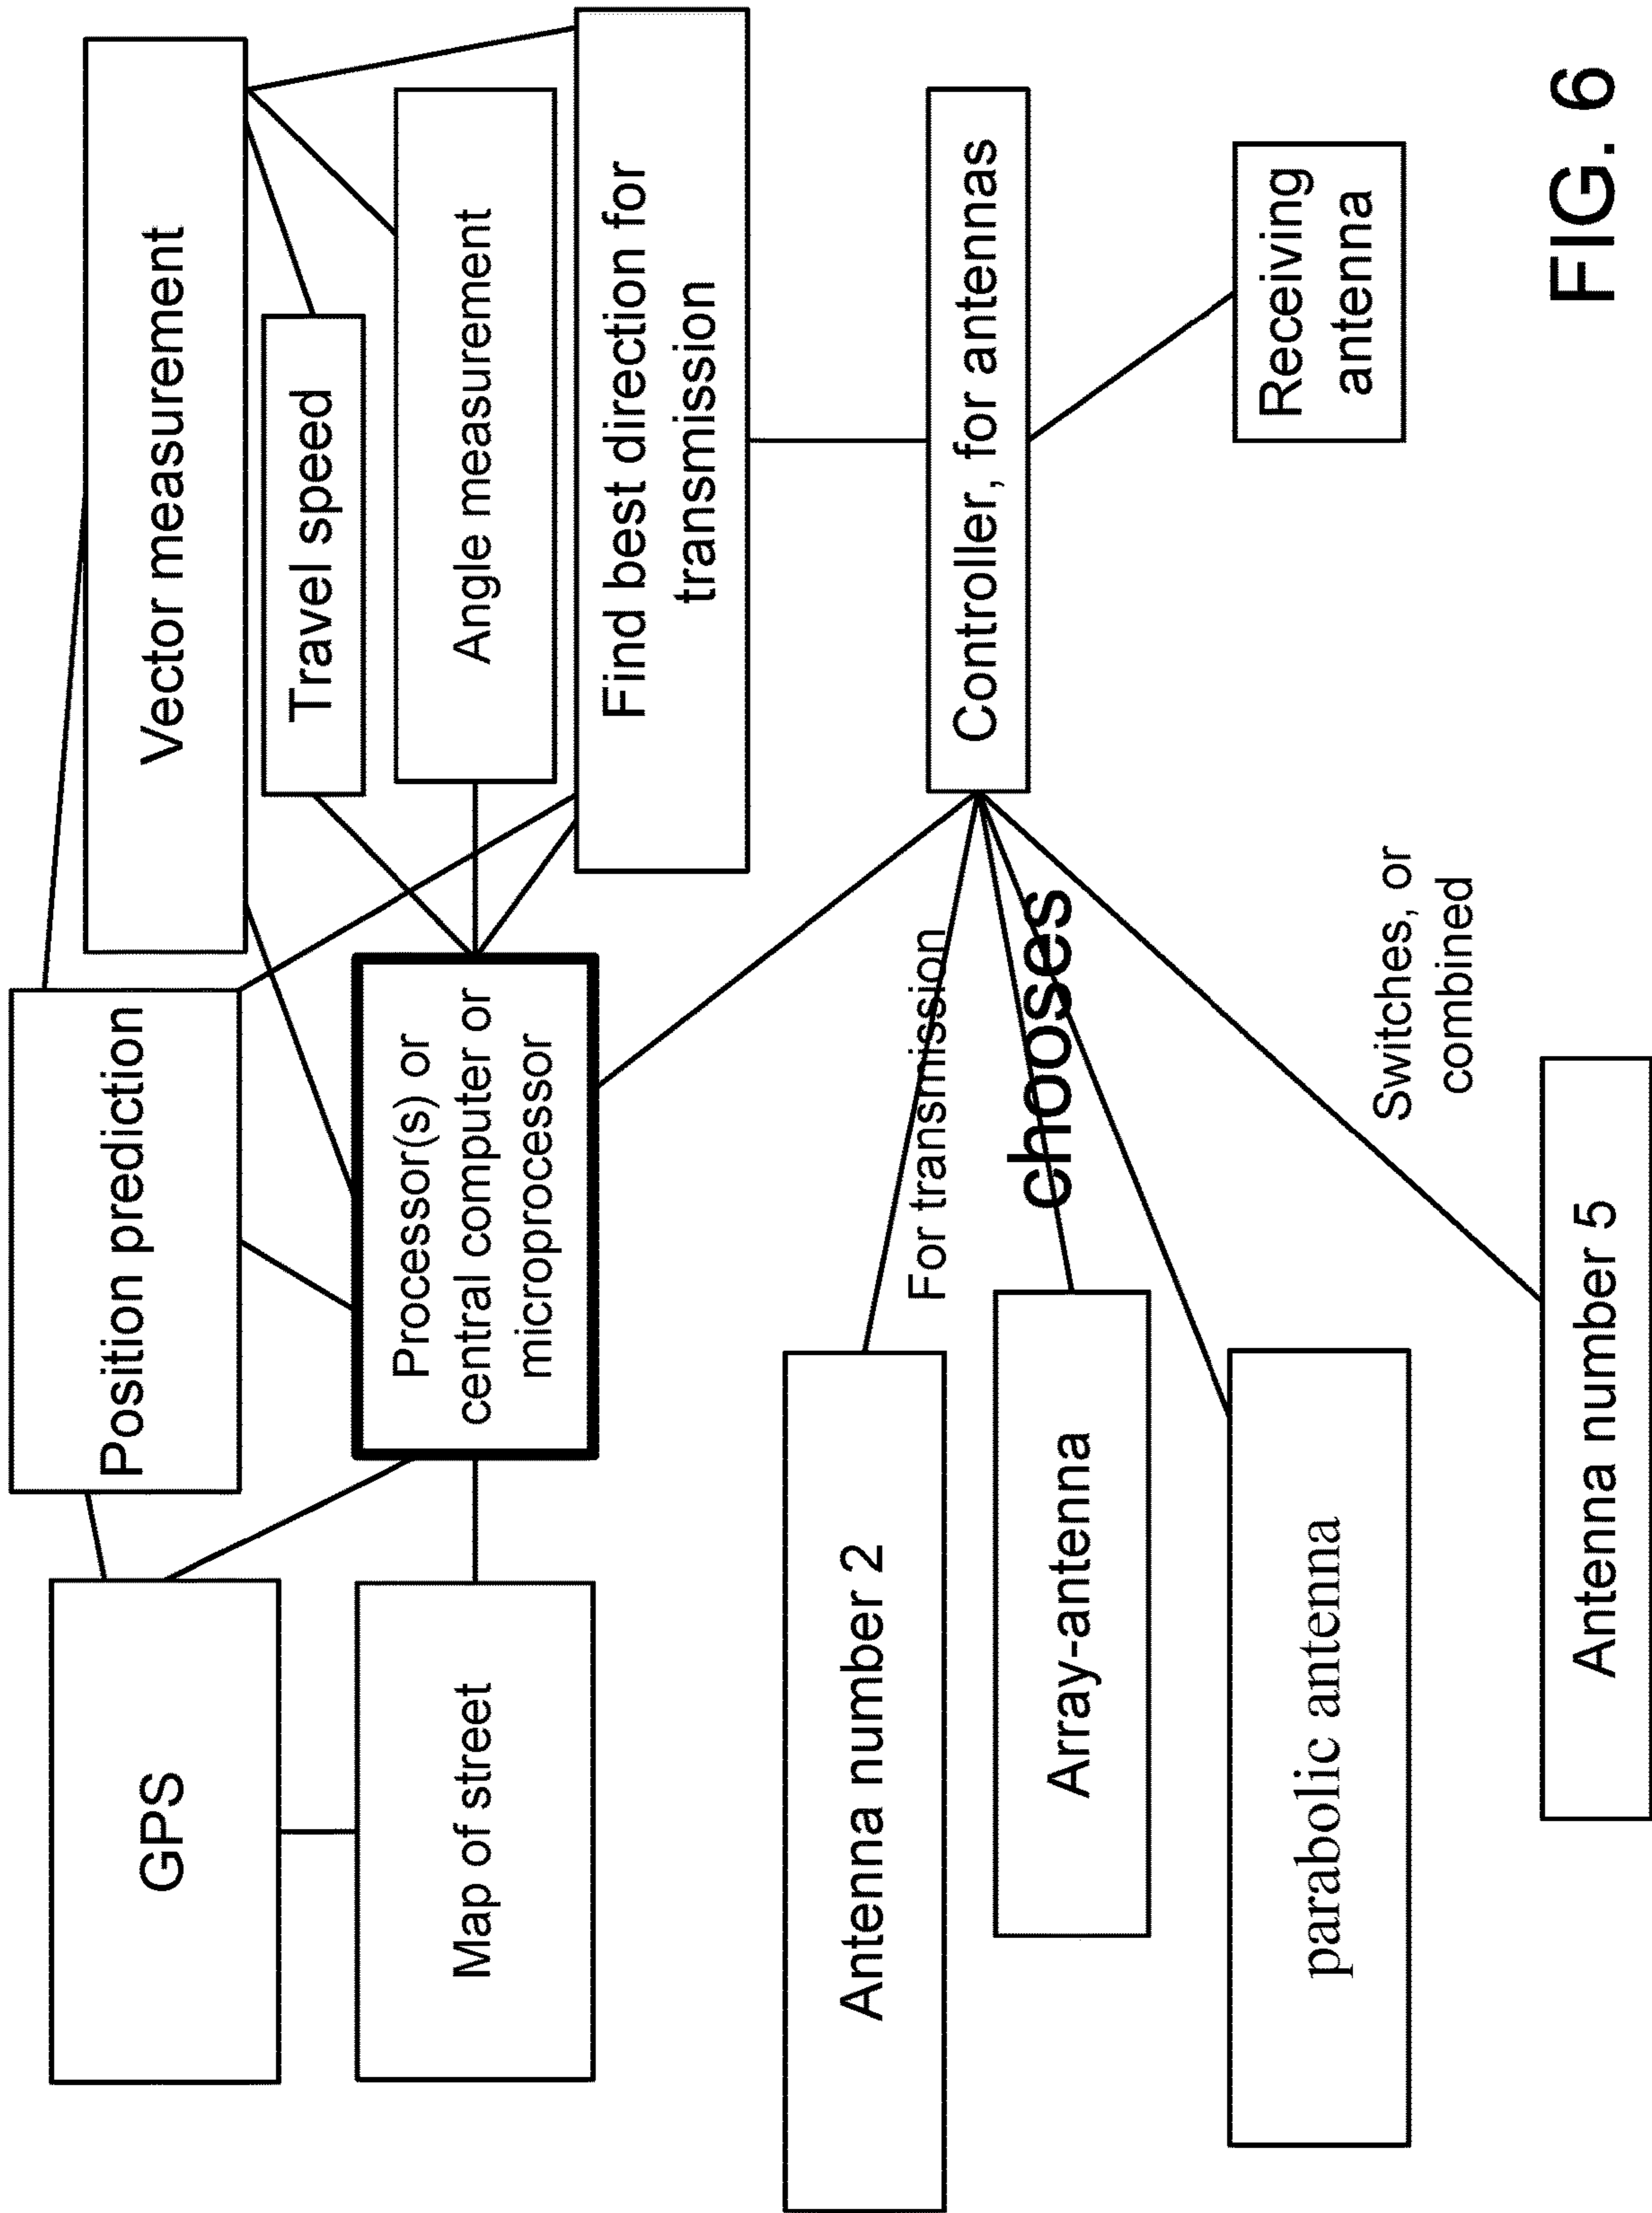 GPS
Position prediction
Vector measurement
Travel speed
Map of street
Processor(s) or
central computer or
microprocessor
Angle measurement
Find best direction for
transmission
Antenna number 2
For transmission
Controller, for antennas
Array-antenna
chooses
parabolic antenna
Switches, or
combined
Receiving
antenna
Antenna number 5
FIG. 6